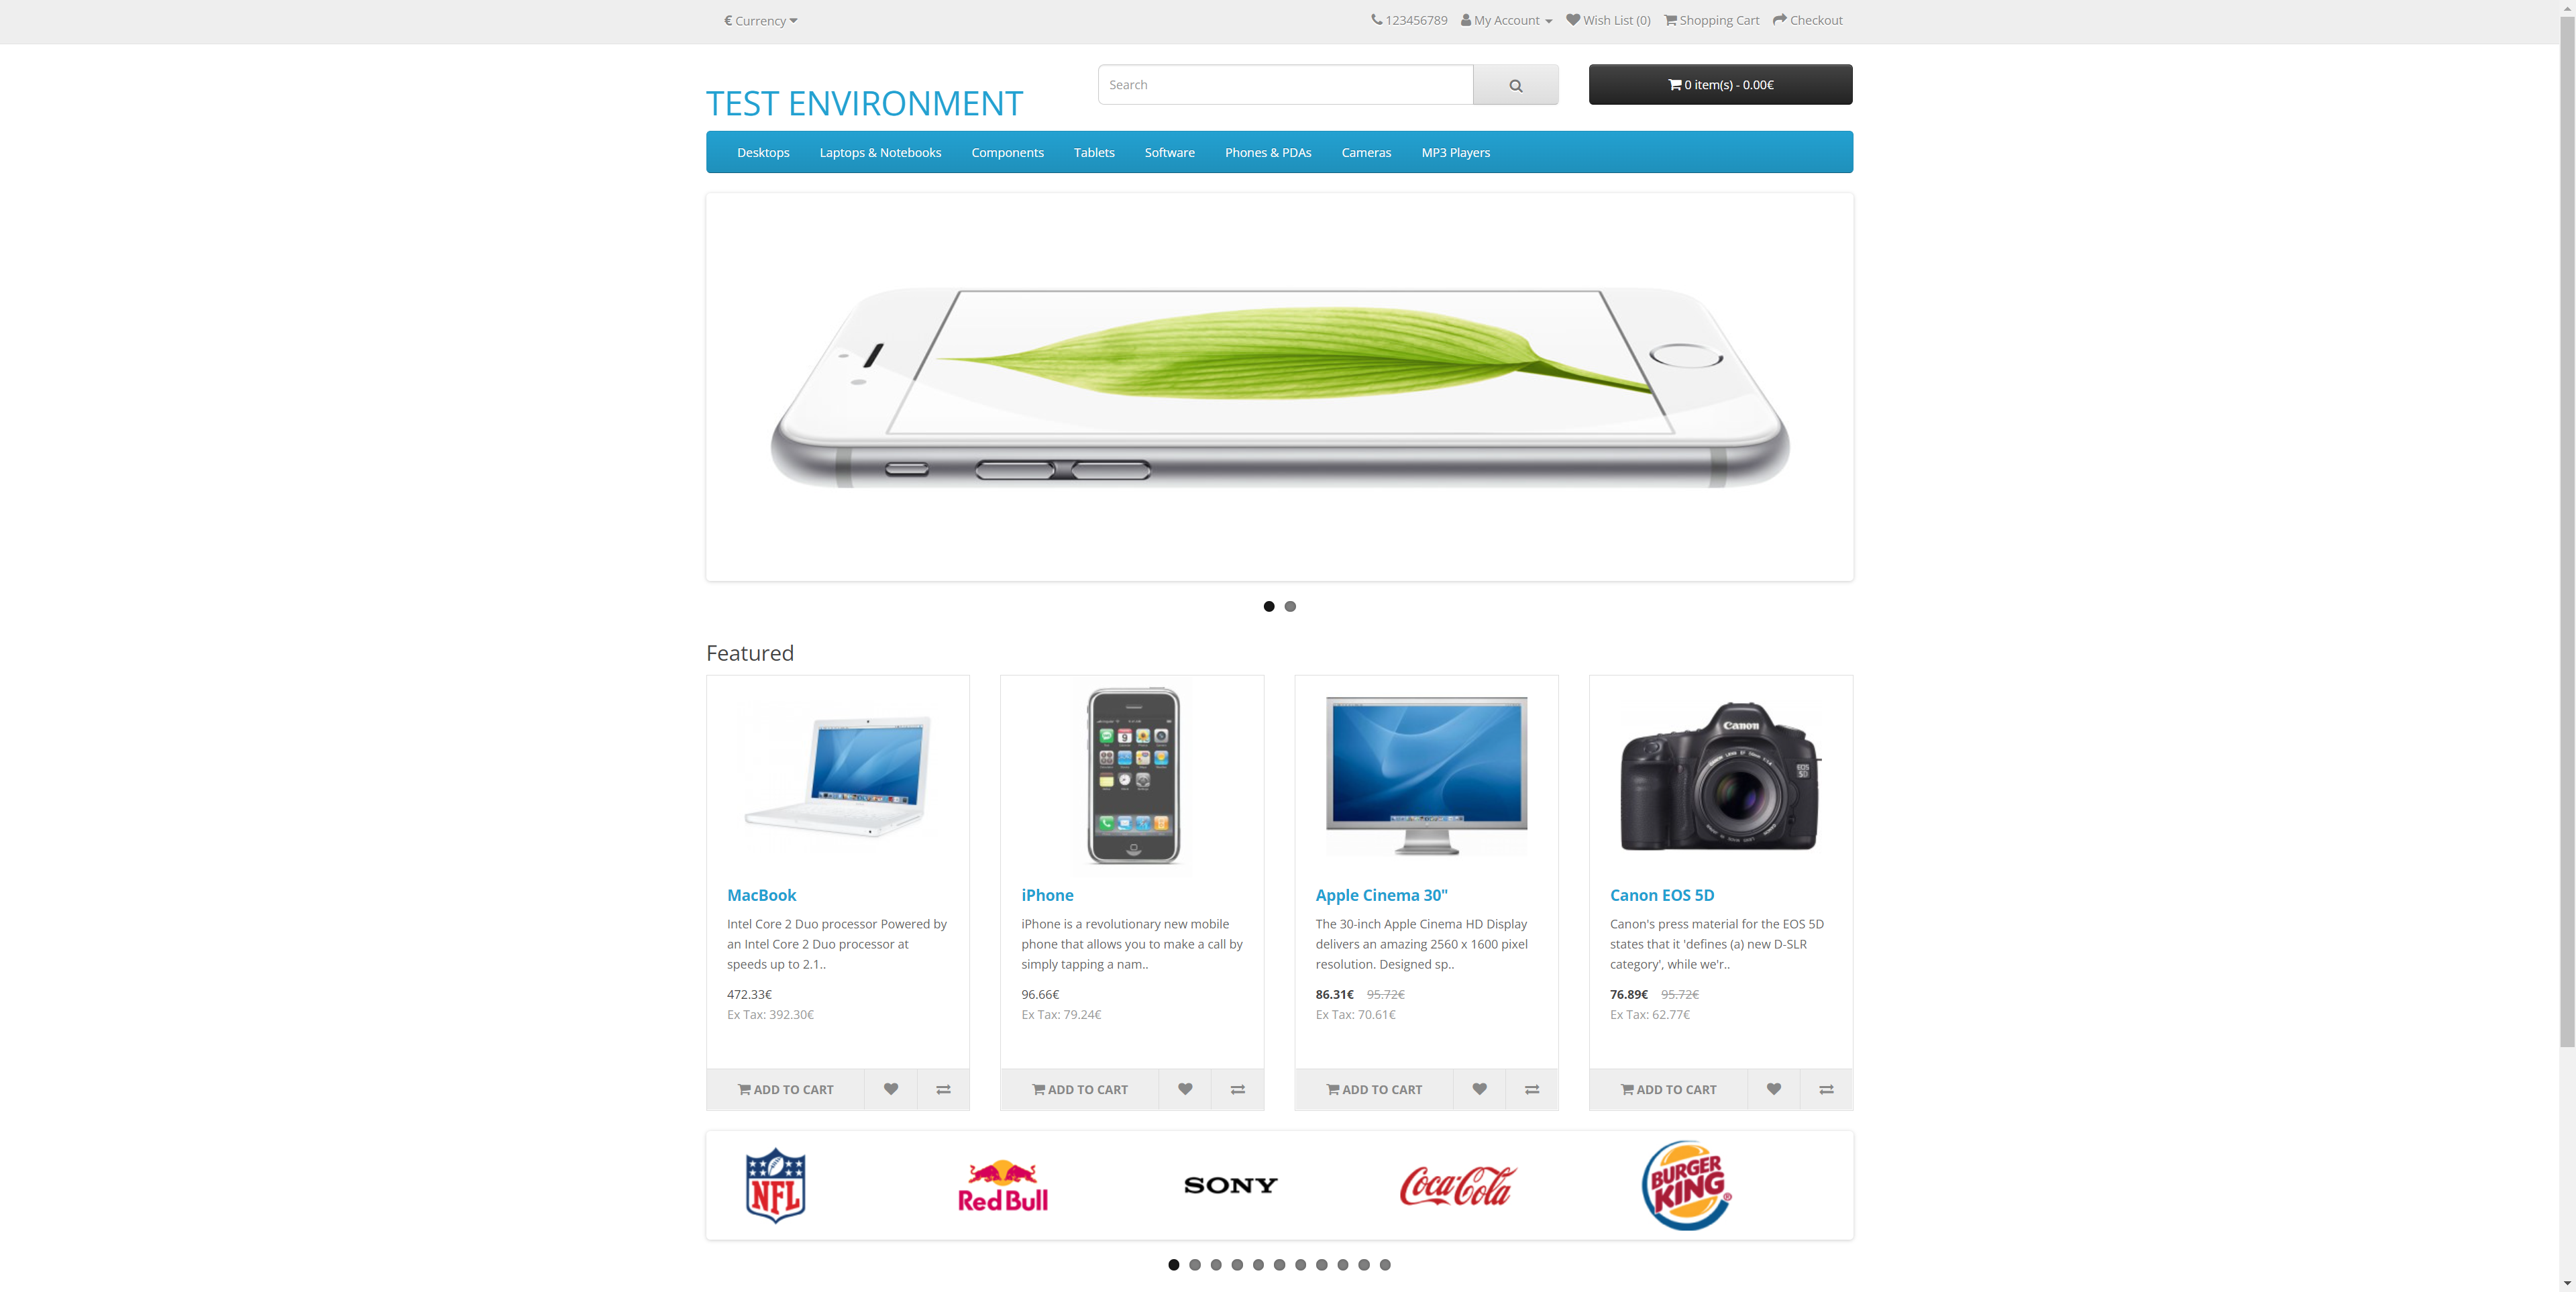 € Currency
123456789 My Account Wish List (0) Shopping Cart Checkout
TEST ENVIRONMENT
Search
0 item(s) - 0.00€
Desktops Laptops & Notebooks Components Tablets Software Phones & PDAs Cameras MP3 Players
Featured
Canon
EOS
5D
MacBook
Intel Core 2 Duo processor Powered by
an Intel Core 2 Duo processor at
speeds up to 2.1..
472.33€
Ex Tax: 392.30€
ADD TO CART
iPhone
iPhone is a revolutionary new mobile
phone that allows you to make a call by
simply tapping a nam..
96.66€
Ex Tax: 79.24€
ADD TO CART
Apple Cinema 30"
The 30-inch Apple Cinema HD Display
delivers an amazing 2560 x 1600 pixel
resolution. Designed sp..
86.31€ 95.72€
Ex Tax: 70.61€
ADD TO CART
Canon EOS 5D
Canon's press material for the EOS 5D
states that it 'defines (a) new D-SLR
category', while we'r..
76.89€ 95.72€
Ex Tax: 62.77€
ADD TO CART
NFL
Red Bull
SONY
Coca-Cola
BURGER
KING®